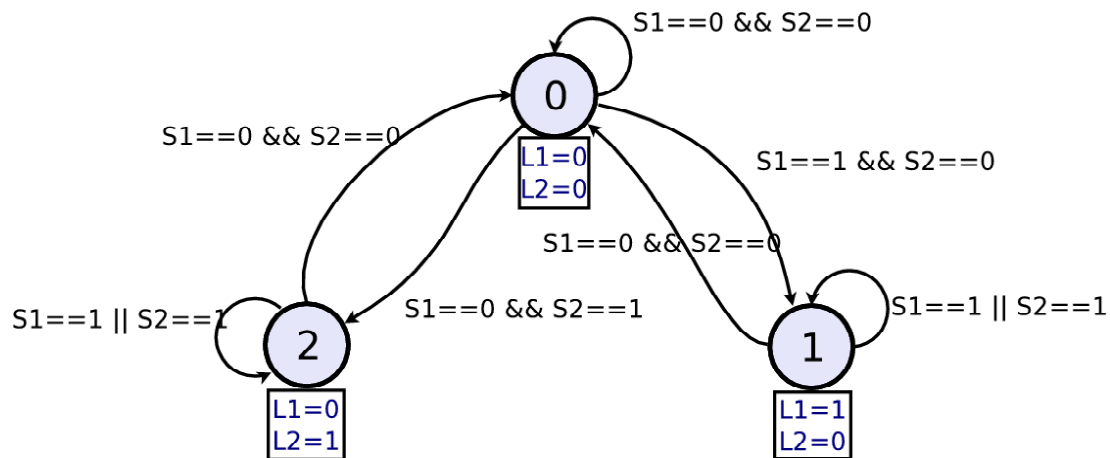 S1==0 && S2==0
0
S1==0 && S2==0
L1=0
L2=0
S1==1 && S2==0
S1==0 && S2==0
S1==0 && S2==1
S1==1 || S2==1
2
1
S1==1 || S2==1
L1=0
L2=1
L1=1
L2=0